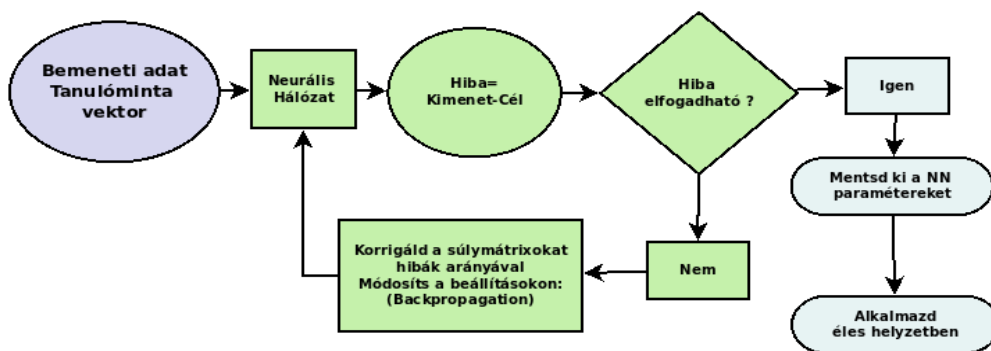 Bemeneti adat
Tanulóminta
vektor
Neurális
Hálózat
Hiba=
Kimenet-Cél
Hiba
elfogadható ?
Igen
Mentsd ki a NN
paramétereket
Alkalmazd
éles helyzetben
Nem
Korrigáld a súlymátrixokat
hibák arányával
Módosíts a beállításokon:
(Backpropagation)